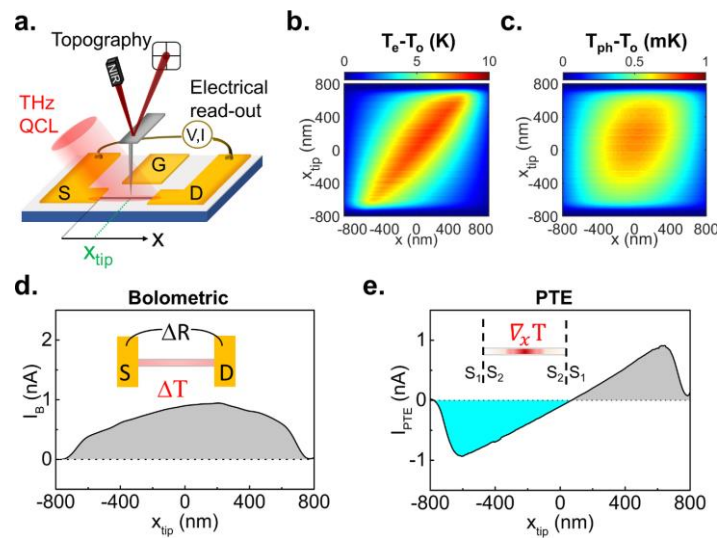 a.
Topography
NIR
Electrical
read-out
THz
QCL
V,I
S
G
D
x
x_tip
b.
T_e-T_o (K)
0 5 10
x_tip (nm)
800
400
0
-400
-800
-800 -400 0 400 800
x (nm)
c.
T_ph-T_o (mK)
0 0.5 1
x_tip (nm)
800
400
0
-400
-800
-800 -400 0 400 800
x (nm)
d.
Bolometric
I_B (nA)
2
1
0
ΔR
S
D
ΔT
-800 -400 0 400 800
x_tip (nm)
e.
PTE
I_PTE (nA)
1
0
-1
∇_xT
S_1 S_2
S_2 S_1
-800 -400 0 400 800
x_tip (nm)